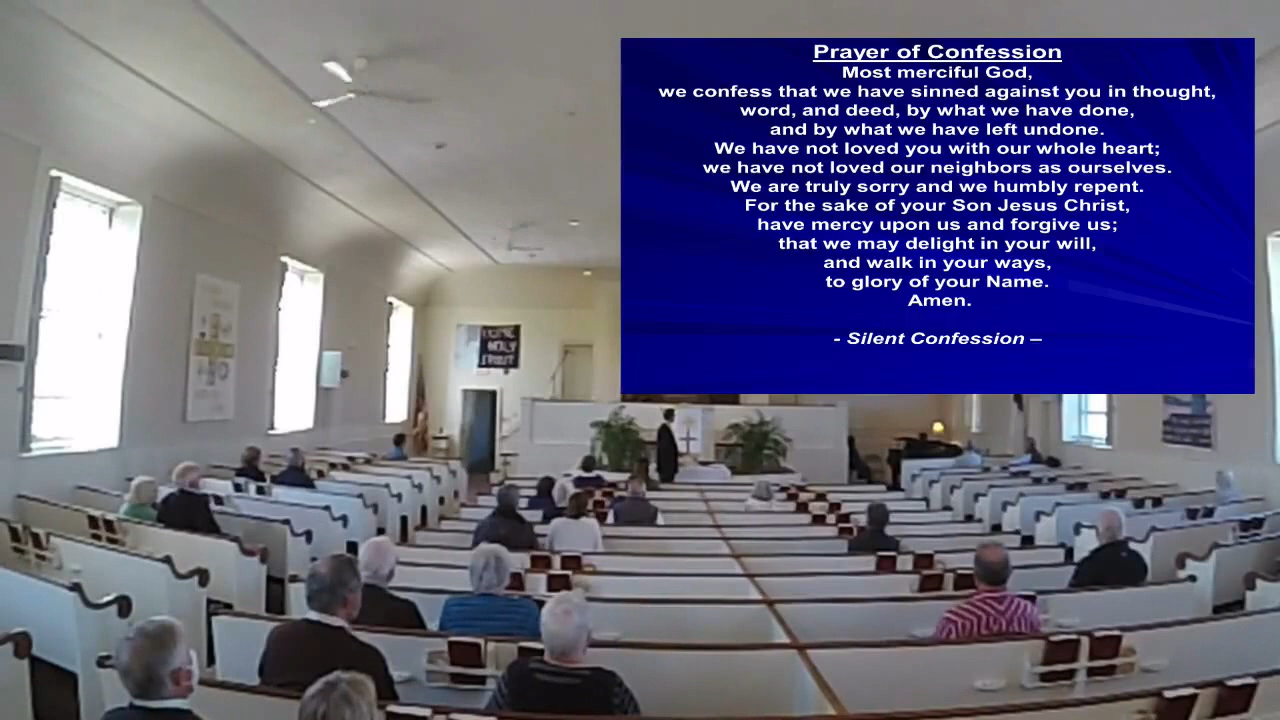 Prayer of Confession
Most merciful God,
we confess that we have sinned against you in thought,
word, and deed, by what we have done,
and by what we have left undone.
We have not loved you with our whole heart;
we have not loved our neighbors as ourselves.
We are truly sorry and we humbly repent.
For the sake of your Son Jesus Christ,
have mercy upon us and forgive us;
that we may delight in your will,
and walk in your ways,
to glory of your Name.
Amen.
- Silent Confession –
COME
HOLY
SPIRIT